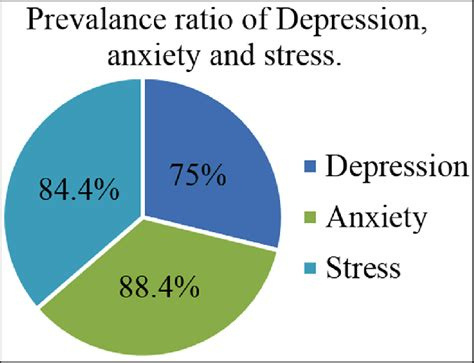 Prevalance ratio of Depression,
anxiety and stress.
84.4%
75%
88.4%
Depression
Anxiety
Stress